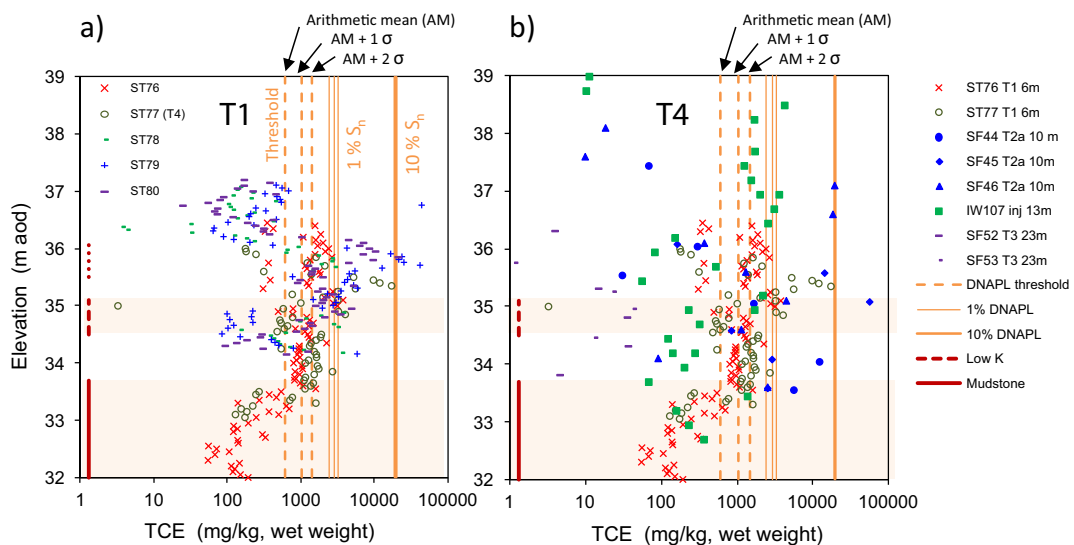 a)
Arithmetic mean (AM)
AM + 1 σ
AM + 2 σ
T1
Threshold
1 % Sn
10 % Sn
ST76
ST77 (T4)
ST78
ST79
ST80
Elevation (m aod)
39
38
37
36
35
34
33
32
1
10
100
1000
10000
100000
TCE (mg/kg, wet weight)
b)
Arithmetic mean (AM)
AM + 1 σ
AM + 2 σ
T4
39
38
37
36
35
34
33
32
1
10
100
1000
10000
100000
TCE (mg/kg, wet weight)
ST76 T1 6m
ST77 T1 6m
SF44 T2a 10 m
SF45 T2a 10m
SF46 T2a 10m
IW107 inj 13m
SF52 T3 23m
SF53 T3 23m
DNAPL threshold
1% DNAPL
10% DNAPL
Low K
Mudstone